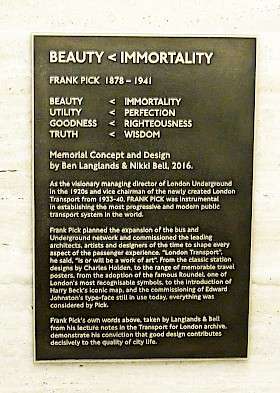 BEAUTY < IMMORTALITY
FRANK PICK 1878 – 1941
BEAUTY < IMMORTALITY
UTILITY < PERFECTION
GOODNESS < RIGHTEOUSNESS
TRUTH < WISDOM
Memorial Concept and Design
by Ben Langlands & Nikki Bell, 2016.
As the visionary managing director of London Underground
in the 1920s and vice chairman of the newly created London
Transport from 1933-40, FRANK PICK was instrumental
in establishing the most progressive and modern public
transport system in the world.
Frank Pick planned the expansion of the bus and
Underground network and commissioned the leading
architects, artists and designers of the time to shape every
aspect of the passenger experience. "London Transport",
he said, "is or will be a work of art". From the classic station
designs by Charles Holden, to the range of memorable travel
posters, from the adoption of the famous Roundel, one of
London's most recognisable symbols, to the introduction of
Harry Beck's iconic map, and the commissioning of Edward
Johnston's type-face still in use today, everything was
considered by Pick.
Frank Pick's own words above, taken by Langlands & Bell
from his lecture notes in the Transport for London archive,
demonstrate his conviction that good design contributes
decisively to the quality of city life.